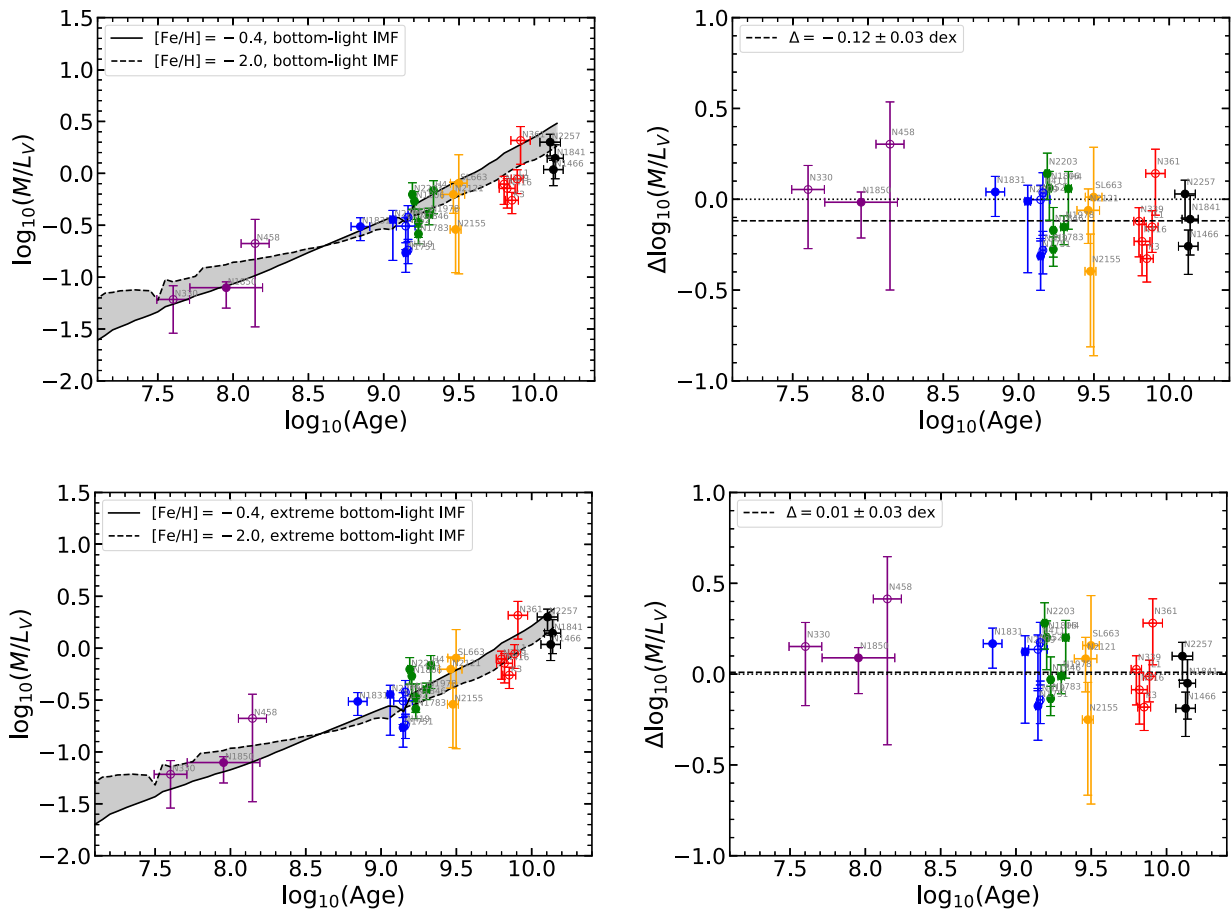 [Fe/H] = −0.4, bottom-light IMF
[Fe/H] = −2.0, bottom-light IMF
log10(M/LV)
1.5
1.0
0.5
0.0
−0.5
−1.0
−1.5
−2.0
N330
N1850
N458
N1831
N1783
N1751
SL663
N2155
N361
N2257
N1841
N1466
7.5 8.0 8.5 9.0 9.5 10.0
log10(Age)
Δ = −0.12 ± 0.03 dex
Δlog10(M/LV)
1.0
0.5
0.0
−0.5
−1.0
N330
N1850
N458
N1831
N2203
SL663
N2155
N339
N361
N2257
N1841
N1466
7.5 8.0 8.5 9.0 9.5 10.0
log10(Age)
[Fe/H] = −0.4, extreme bottom-light IMF
[Fe/H] = −2.0, extreme bottom-light IMF
log10(M/LV)
1.5
1.0
0.5
0.0
−0.5
−1.0
−1.5
−2.0
N330
N1850
N458
N1831
N1783
N1751
SL663
N2155
N361
N2257
N1841
N1466
7.5 8.0 8.5 9.0 9.5 10.0
log10(Age)
Δ = 0.01 ± 0.03 dex
Δlog10(M/LV)
1.0
0.5
0.0
−0.5
−1.0
N330
N1850
N458
N1831
N2203
SL663
N2121
N2155
N339
N361
N2257
N1841
N1466
7.5 8.0 8.5 9.0 9.5 10.0
log10(Age)